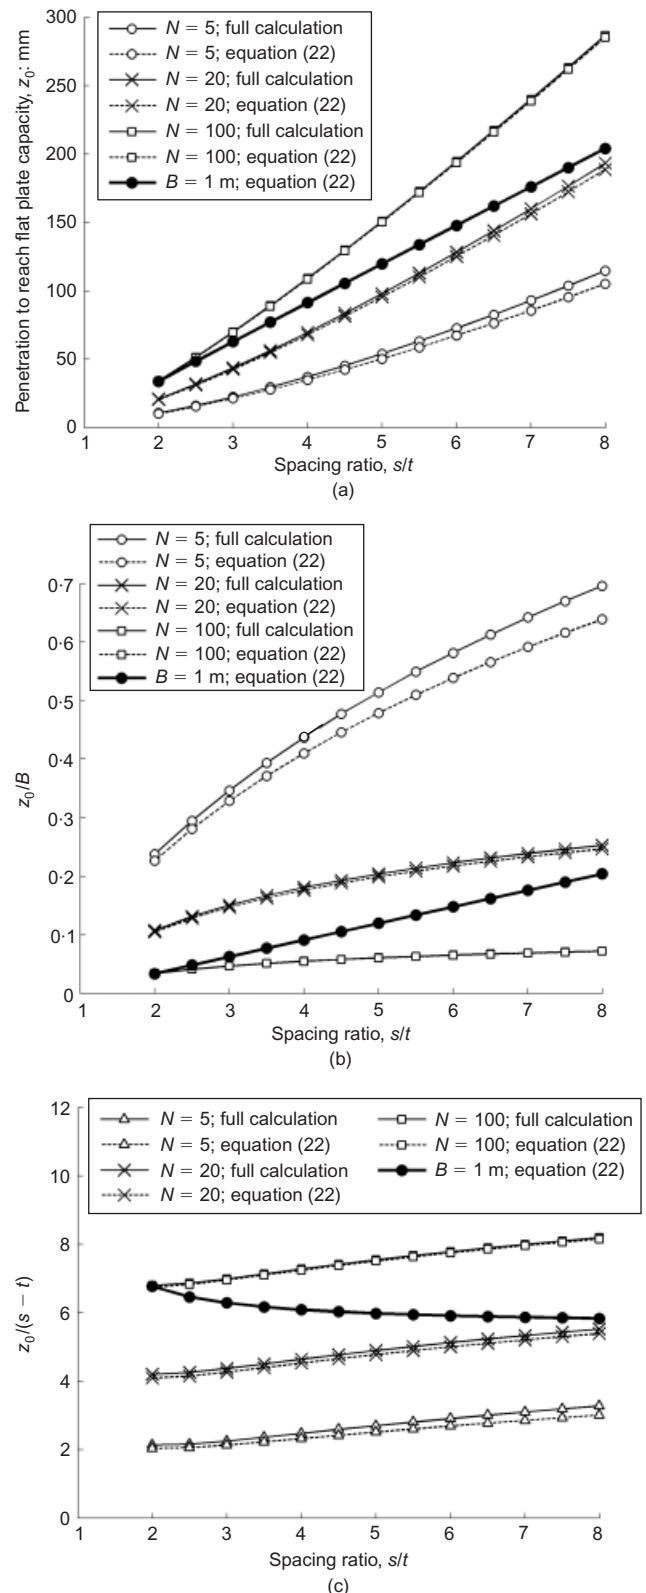 300
250
200
150
100
50
0
Penetration to reach flat plate capacity, z0: mm
N = 5; full calculation
N = 5; equation (22)
N = 20; full calculation
N = 20; equation (22)
N = 100; full calculation
N = 100; equation (22)
B = 1 m; equation (22)
1 2 3 4 5 6 7 8
Spacing ratio, s/t
(a)
N = 5; full calculation
N = 5; equation (22)
N = 20; full calculation
N = 20; equation (22)
N = 100; full calculation
N = 100; equation (22)
B = 1 m; equation (22)
0·7
0·6
0·5
0·4
0·3
0·2
0·1
0
z0/B
1 2 3 4 5 6 7 8
Spacing ratio, s/t
(b)
12
10
8
6
4
2
0
z0/(s − t)
N = 5; full calculation N = 100; full calculation
N = 5; equation (22) N = 100; equation (22)
N = 20; full calculation B = 1 m; equation (22)
N = 20; equation (22)
1 2 3 4 5 6 7 8
Spacing ratio, s/t
(c)